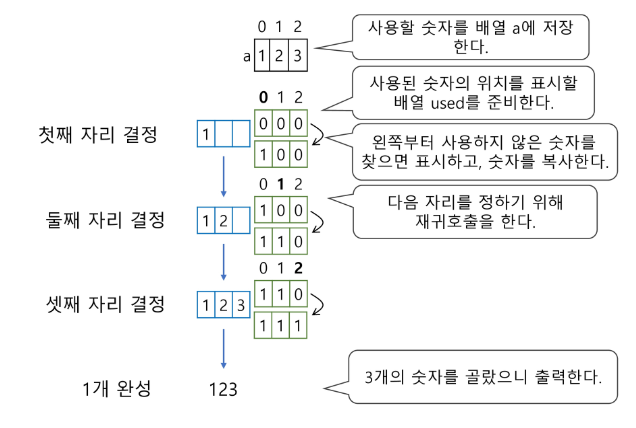 0 1 2
a 1 2 3
사용할 숫자를 배열 a에 저장
한다.
0 1 2
사용된 숫자의 위치를 표시할
배열 used를 준비한다.
첫째 자리 결정
1
0 0 0
1 0 0
왼쪽부터 사용하지 않은 숫자를
찾으면 표시하고, 숫자를 복사한다.
0 1 2
둘째 자리 결정
1 2
1 0 0
1 1 0
다음 자리를 정하기 위해
재귀호출을 한다.
0 1 2
셋째 자리 결정
1 2 3
1 1 0
1 1 1
1개 완성
123
3개의 숫자를 골랐으니 출력한다.